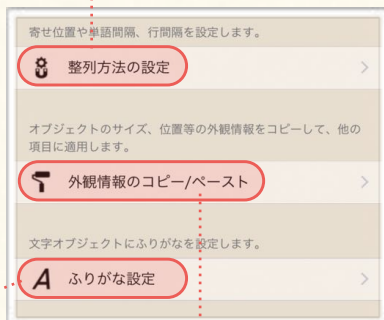 寄せ位置や単語間隔、行間隔を設定します。
整列方法の設定
オブジェクトのサイズ、位置等の外観情報をコピーして、他の
項目に適用します。
外観情報のコピー/ペースト
文字オブジェクトにふりがなを設定します。
ふりがな設定